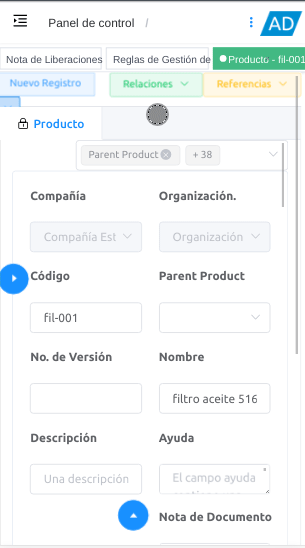 Panel de control /
AD
Nota de Liberaciones
Reglas de Gestión de
Producto - fil-001
Nuevo Registro
Relaciones
Referencias
Producto
Parent Product
+ 38
Compañía
Organización.
Compañía Est
Organización
Código
Parent Product
fil-001
No. de Versión
Nombre
filtro aceite 516
Descripción
Ayuda
Una descripción
El campo ayuda
Nota de Documento